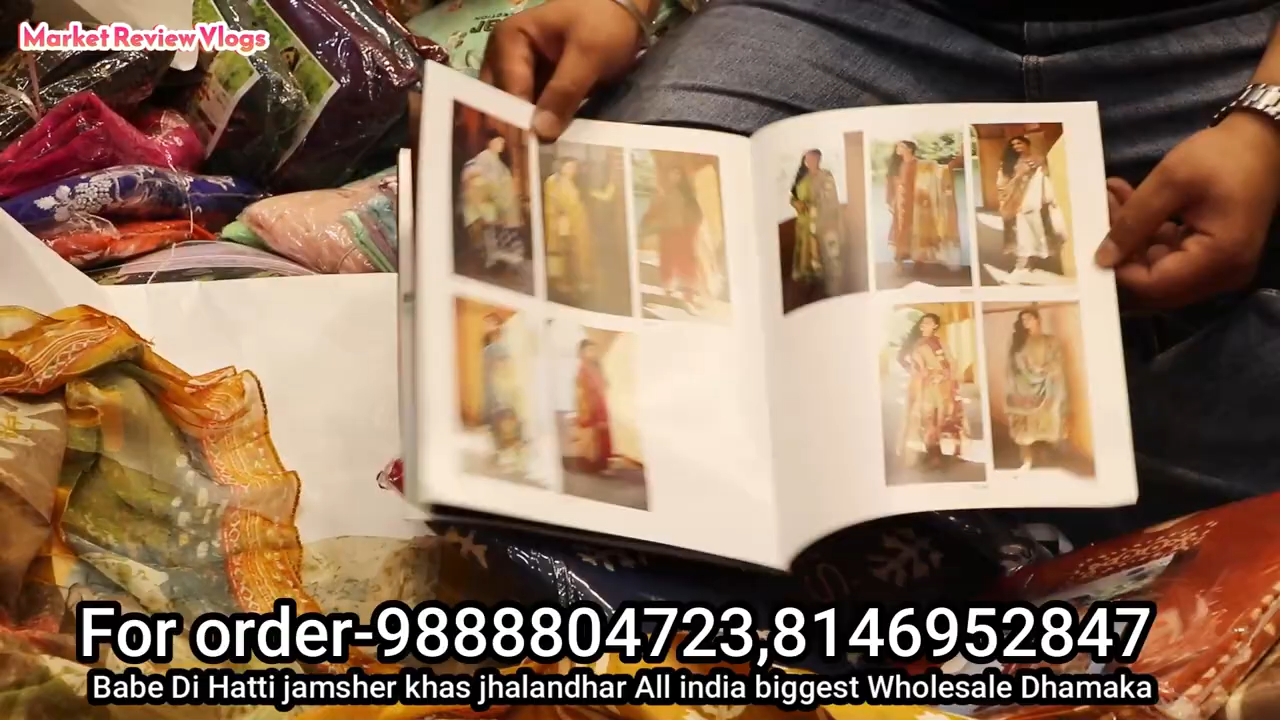 Market Review Vlogs
For order-9888804723,8146952847
Babe Di Hatti jamsher khas jhalandhar All india biggest Wholesale Dhamaka